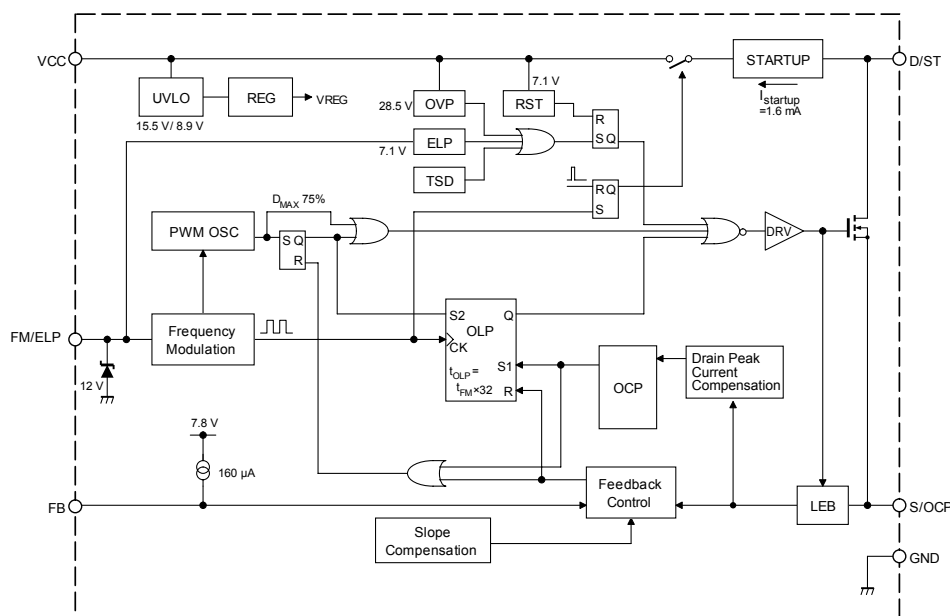 VCC
D/ST
STARTUP
I startup
=1.6 mA
7.1 V
UVLO
REG
VREG
15.5 V/ 8.9 V
28.5 V
OVP
RST
R
S Q
7.1 V
ELP
TSD
R Q
S
D MAX 75%
PWM OSC
S Q
R
DRV
FM/ELP
Frequency
Modulation
12 V
S2
Q
OLP
CK
S1
t OLP =
t FM ×32
R
OCP
Drain Peak
Current
Compensation
7.8 V
160 µA
FB
Feedback
Control
LEB
S/OCP
Slope
Compensation
GND